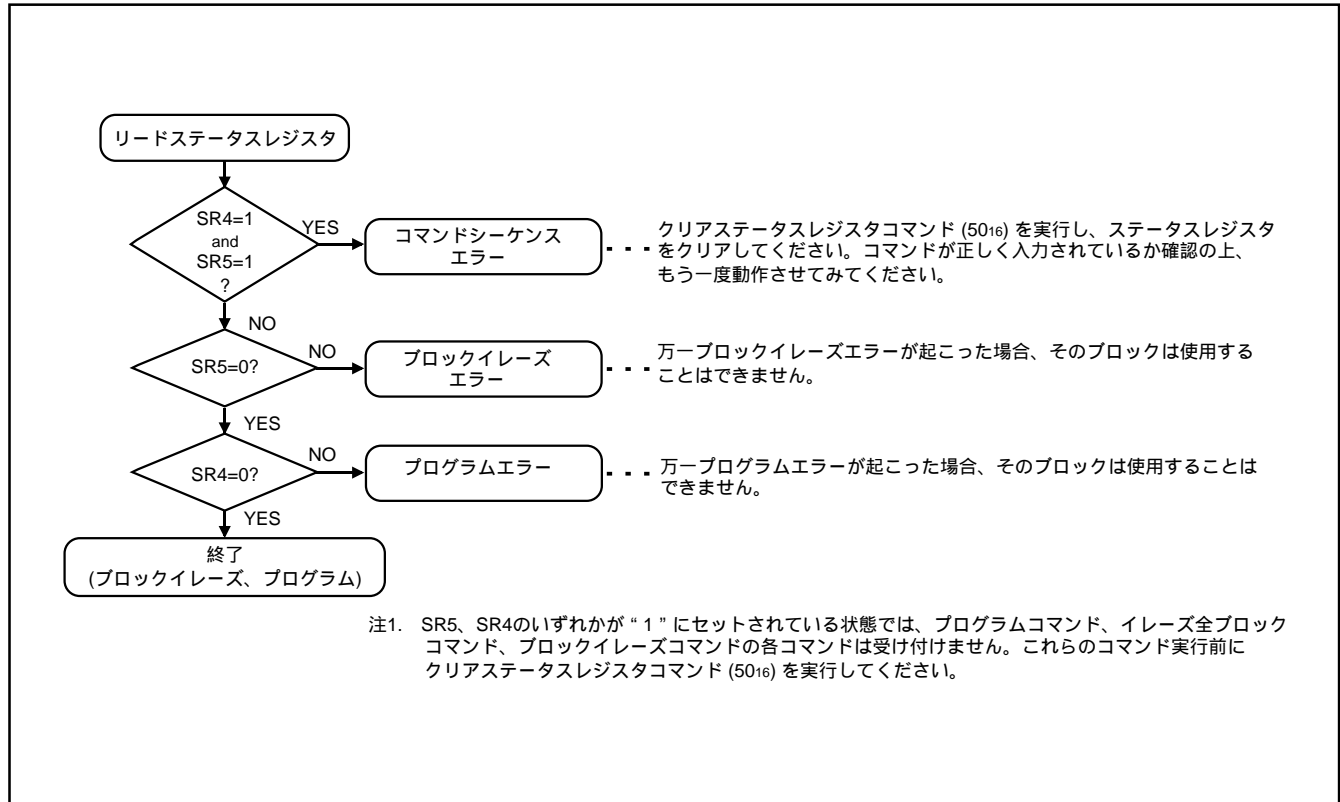 リードステータスレジスタ
SR4=1
and
SR5=1
?
YES
コマンドシーケンス
エラー
クリアステータスレジスタコマンド (5016) を実行し、ステータスレジスタ
をクリアしてください。コマンドが正しく入力されているか確認の上、
もう一度動作させてみてください。
NO
SR5=0?
NO
ブロックイレーズ
エラー
万一ブロックイレーズエラーが起こった場合、そのブロックは使用する
ことはできません。
YES
SR4=0?
NO
プログラムエラー
万一プログラムエラーが起こった場合、そのブロックは使用することは
できません。
YES
終了
(ブロックイレーズ、プログラム)
注1. SR5、SR4のいずれかが “ 1 ” にセットされている状態では、プログラムコマンド、イレーズ全ブロック
コマンド、ブロックイレーズコマンドの各コマンドは受け付けません。これらのコマンド実行前に
クリアステータスレジスタコマンド (5016) を実行してください。